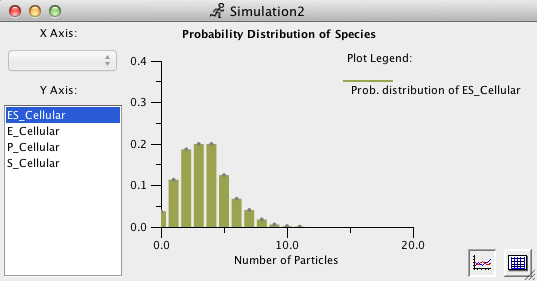 Simulation2
X Axis:
Probability Distribution of Species
Plot Legend:
Prob. distribution of ES_Cellular
Y Axis:
ES_Cellular
E_Cellular
P_Cellular
S_Cellular
0.4
0.3
0.2
0.1
0.0
0.0 10.0 20.0
Number of Particles